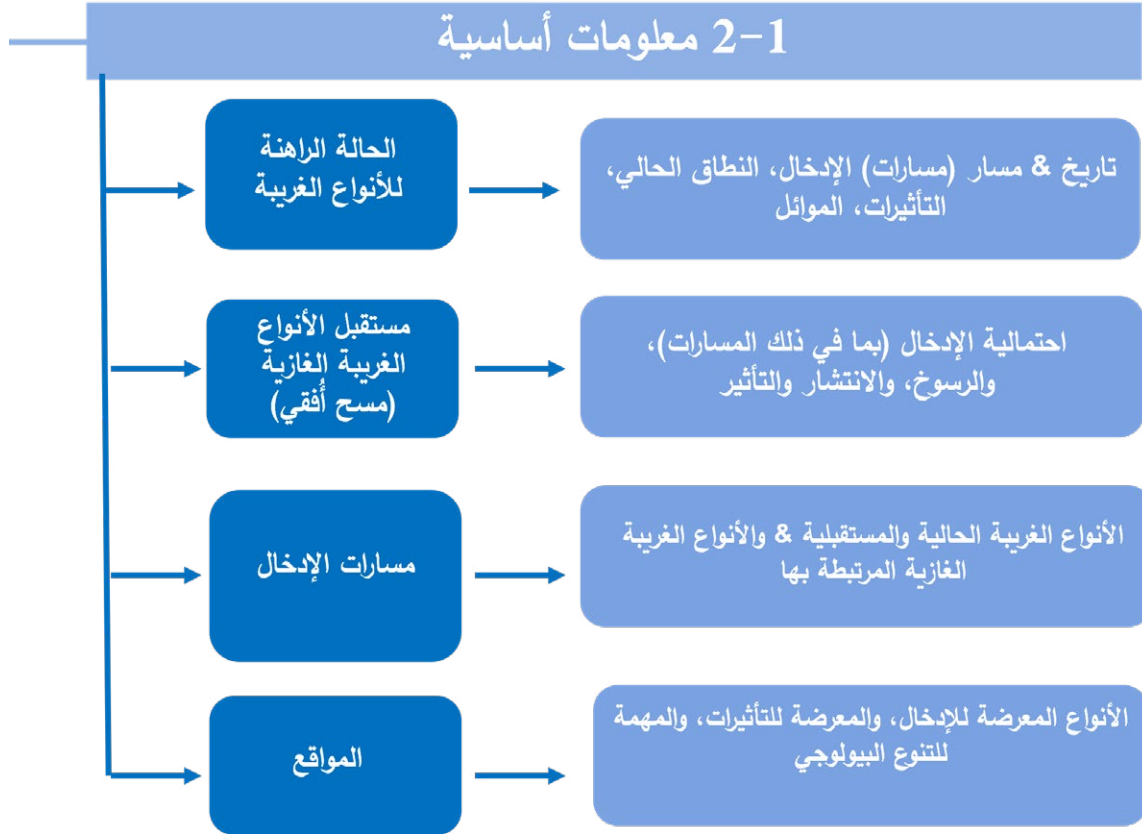 2-1 معلومات أساسية
الحالة الراهنة
للأنواع الغريبة
تاريخ & مسار (مسارات) الإدخال، النطاق الحالي،
التأثيرات، الموائل
مستقبل الأنواع
الغريبة الغازية
(مسح أُفقي)
احتمالية الإدخال (بما في ذلك المسارات)،
والرسوخ، والانتشار والتأثير
مسارات الإدخال
الأنواع الغريبة الحالية والمستقبلية & والأنواع الغريبة
الغازية المرتبطة بها
المواقع
الأنواع المعرضة للإدخال، والمعرضة للتأثيرات، والمهمة
للتنوع البيولوجي